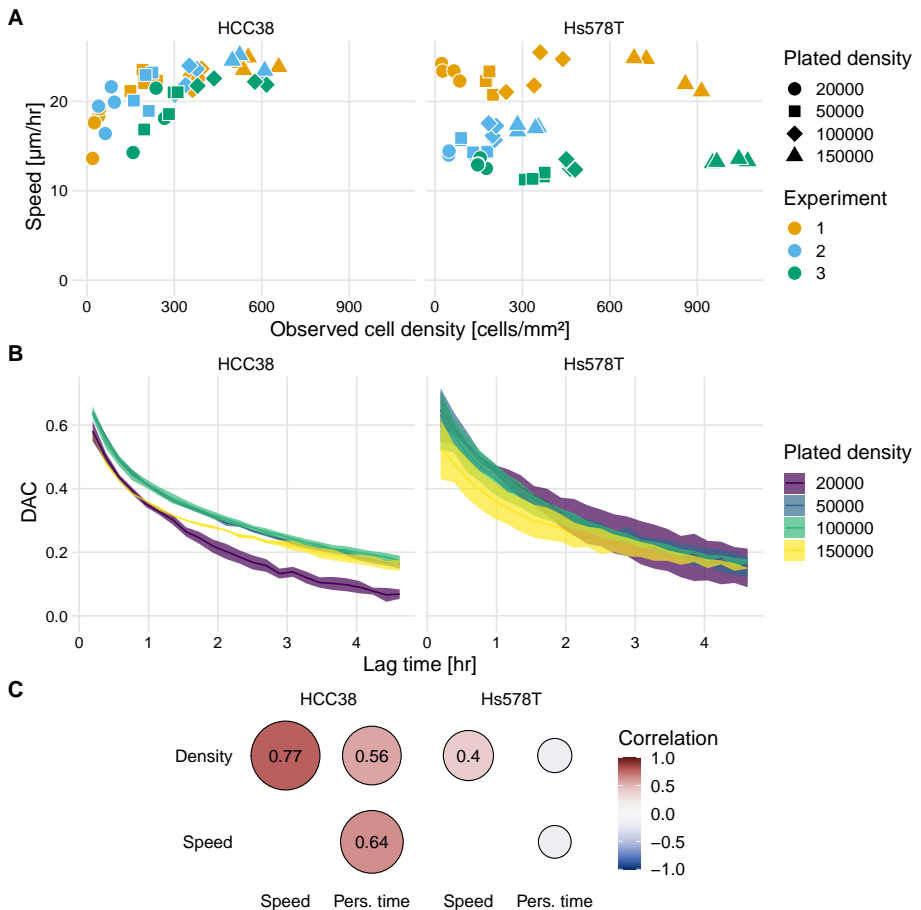 A
HCC38
Hs578T
Speed [µm/hr]
20
10
0
0
300
600
900
0
300
600
900
Observed cell density [cells/mm²]
Plated density
20000
50000
100000
150000
Experiment
1
2
3
B
HCC38
Hs578T
DAC
0.6
0.4
0.2
0.0
0
1
2
3
4
0
1
2
3
4
Lag time [hr]
Plated density
20000
50000
100000
150000
C
HCC38
Hs578T
Density
0.77
0.56
0.4
Speed
0.64
Speed
Pers. time
Speed
Pers. time
Correlation
1.0
0.5
0.0
−0.5
−1.0